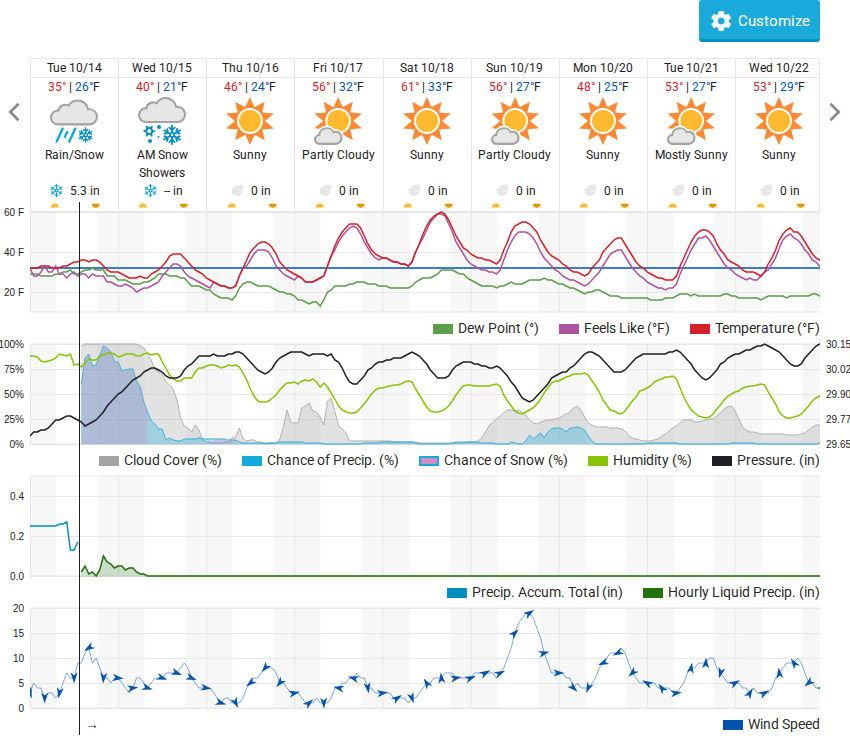 Customize
Tue 10/14 Wed 10/15 Thu 10/16 Fri 10/17 Sat 10/18 Sun 10/19 Mon 10/20 Tue 10/21 Wed 10/22
35° | 26°F 40° | 21°F 46° | 24°F 56° | 32°F 61° | 33°F 56° | 27°F 48° | 25°F 53° | 27°F 53° | 29°F
Rain/Snow AM Snow Showers Sunny Partly Cloudy Sunny Partly Cloudy Sunny Mostly Sunny Sunny
5.3 in -- in 0 in 0 in 0 in 0 in 0 in 0 in 0 in
60 F
40 F
20 F
Dew Point (°) Feels Like (°F) Temperature (°F)
100% 30.15
75% 30.02
50% 29.90
25% 29.77
0% 29.65
Cloud Cover (%) Chance of Precip. (%) Chance of Snow (%) Humidity (%) Pressure. (in)
0.4
0.2
0.0
Precip. Accum. Total (in) Hourly Liquid Precip. (in)
20
15
10
5
0
→
Wind Speed